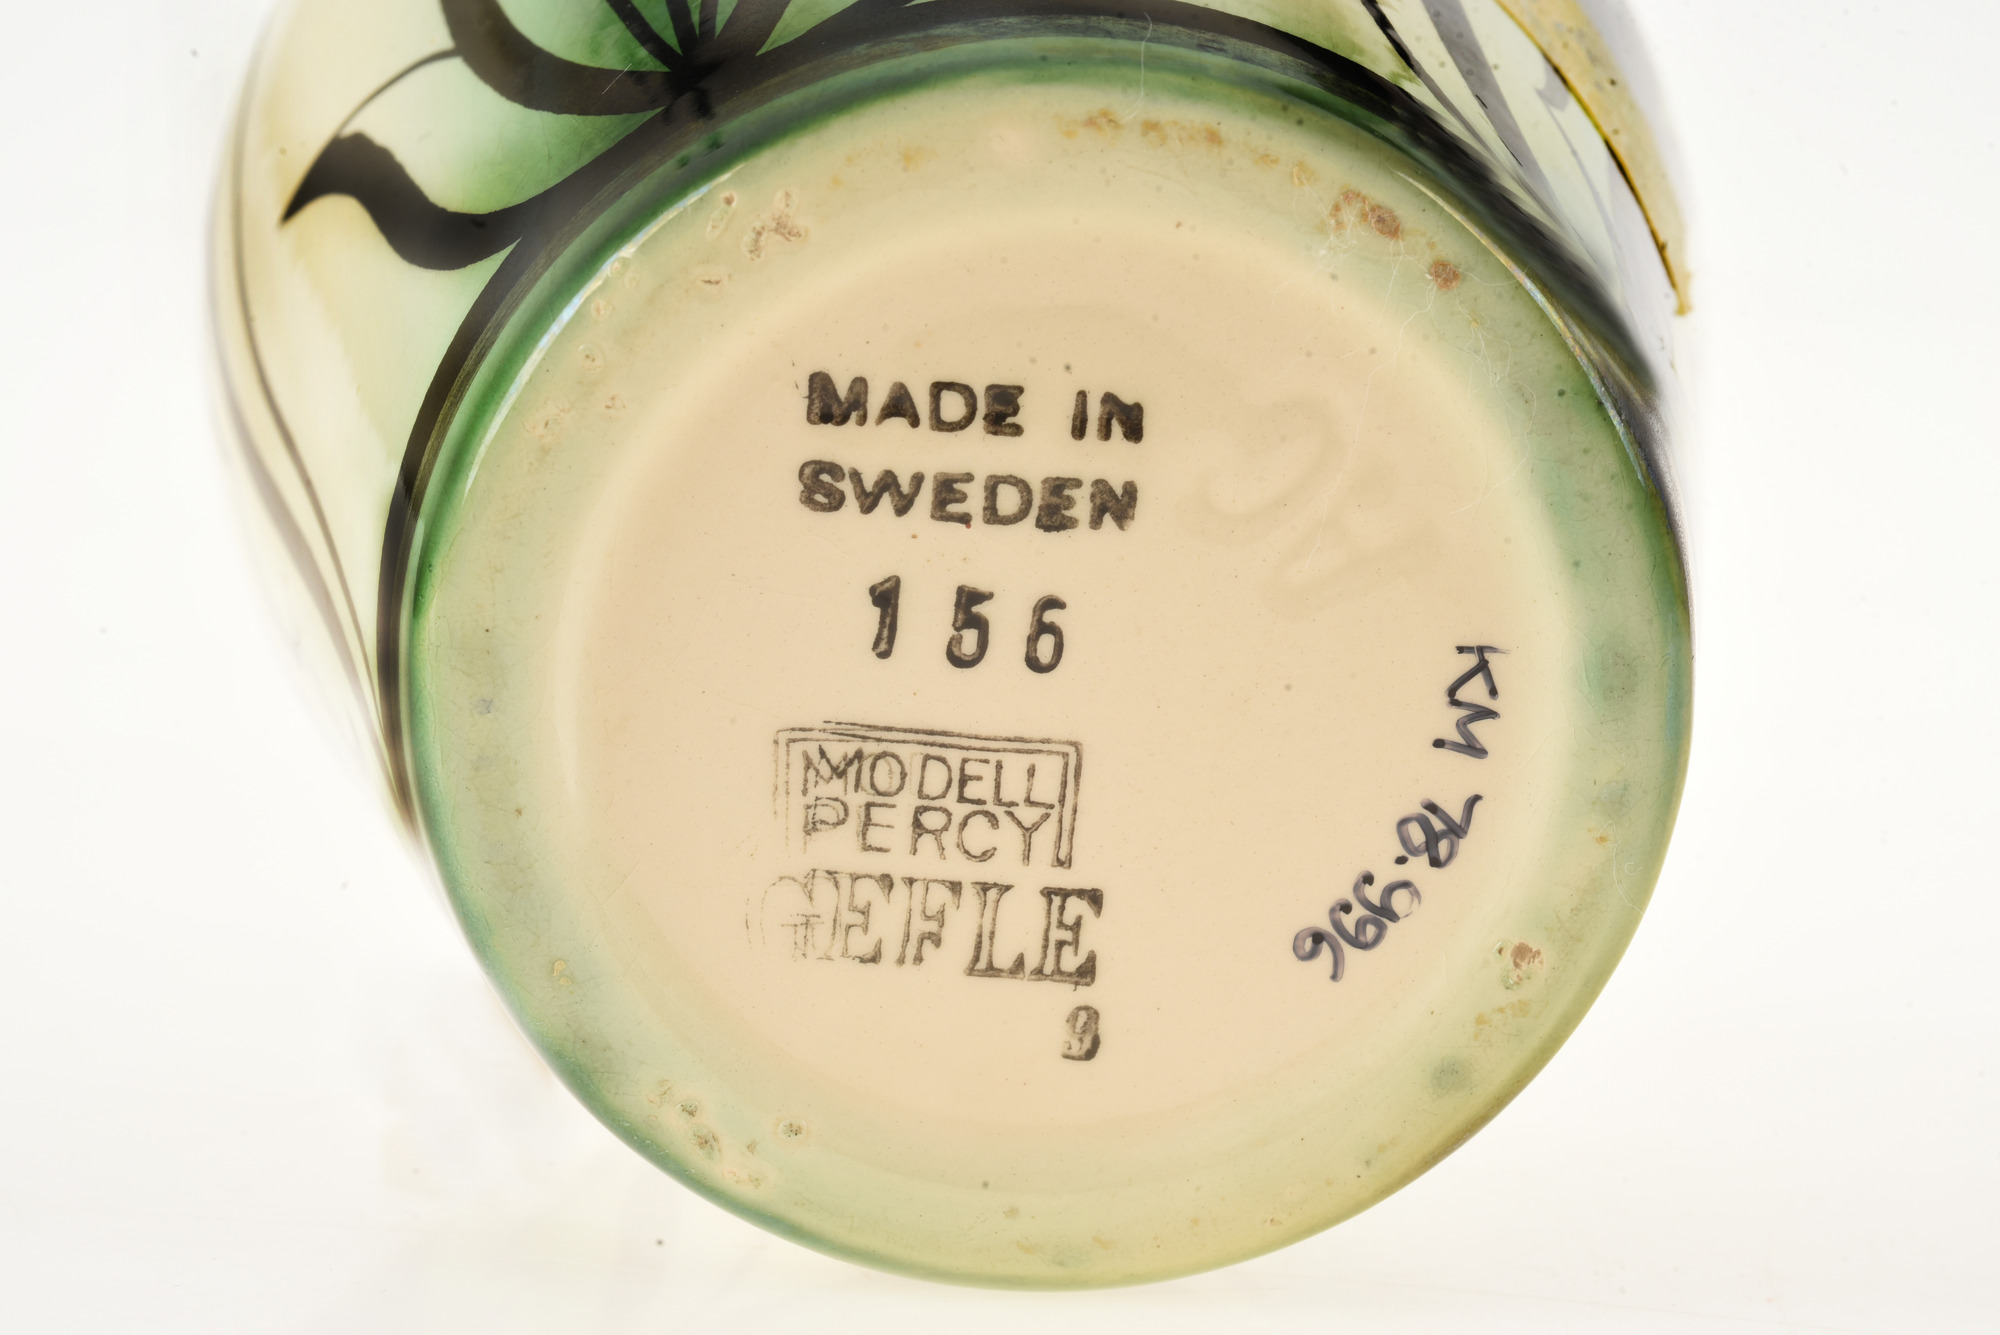 MADE IN
SWEDEN
156
MODELL
PERCY
GEFLE
9
KM 78.996